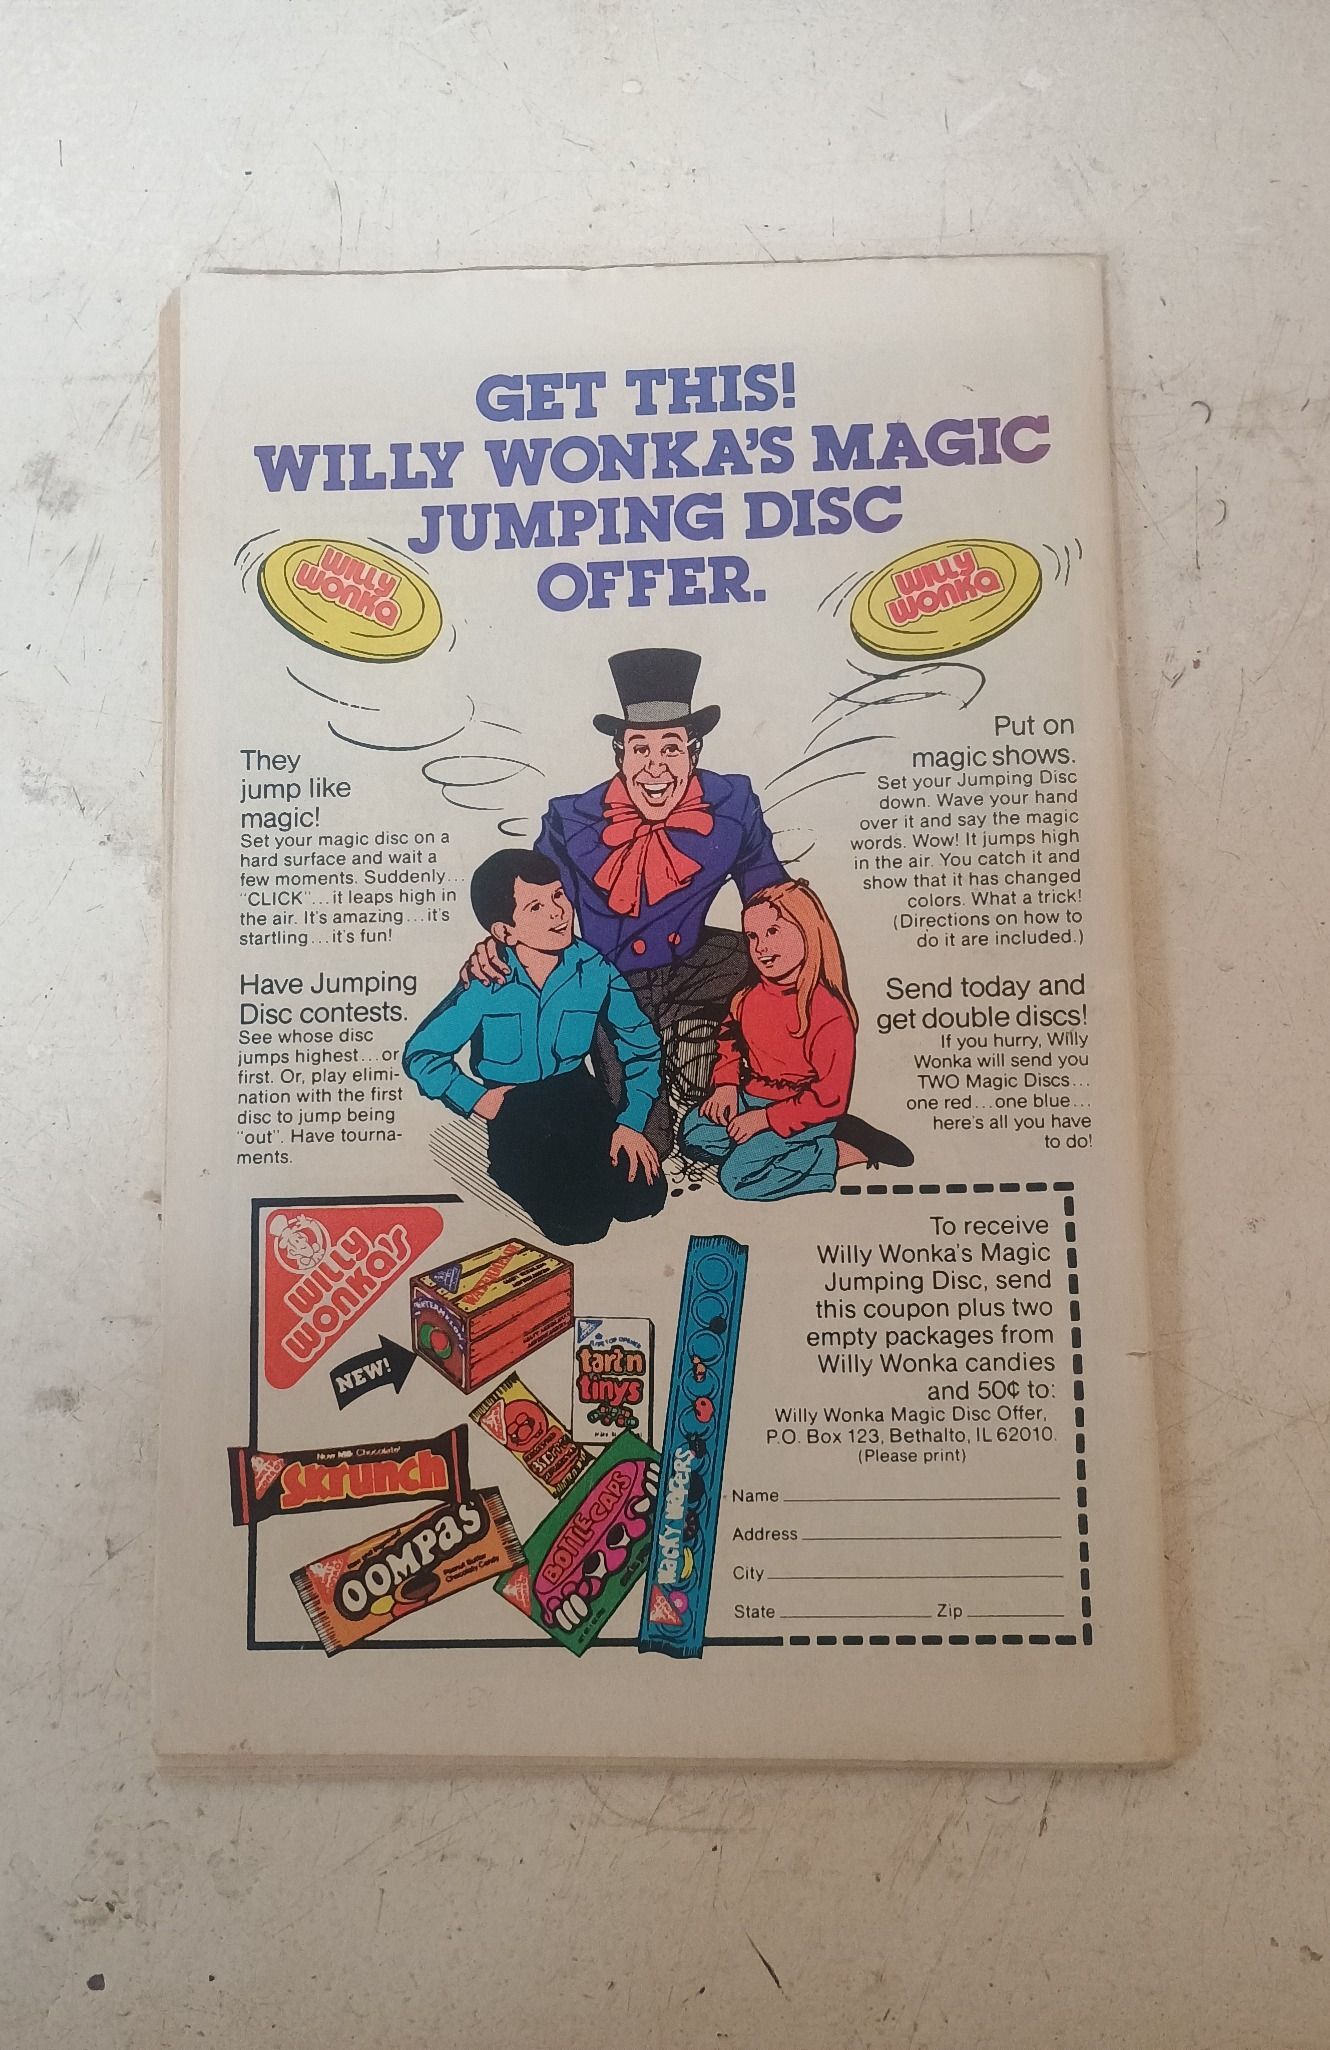 GET THIS!
WILLY WONKA'S MAGIC
JUMPING DISC
OFFER.
WILLY
WONKA
WILLY
WONKA
They
jump like
magic!
Set your magic disc on a
hard surface and wait a
few moments. Suddenly...
"CLICK"...it leaps high in
the air. It's amazing...it's
startling...it's fun!
Have Jumping
Disc contests.
See whose disc
jumps highest...or
first. Or, play elimi-
nation with the first
disc to jump being
"out". Have tourna-
ments.
Put on
magic shows.
Set your Jumping Disc
down. Wave your hand
over it and say the magic
words. Wow! It jumps high
in the air. You catch it and
show that it has changed
colors. What a trick!
(Directions on how to
do it are included.)
Send today and
get double discs!
If you hurry, Willy
Wonka will send you
TWO Magic Discs...
one red...one blue...
here's all you have
to do!
WILLY
WONKA'S
NEW!
tart n
tinys
New Milk Chocolate!
Skrunch
OOMPAS
Peanut Butter
Chocolaty Candy
BOTTLE CAPS
WACKY WAFERS
To receive
Willy Wonka's Magic
Jumping Disc, send
this coupon plus two
empty packages from
Willy Wonka candies
and 50¢ to:
Willy Wonka Magic Disc Offer,
P.O. Box 123, Bethalto, IL 62010.
(Please print)
Name
Address
City
State Zip